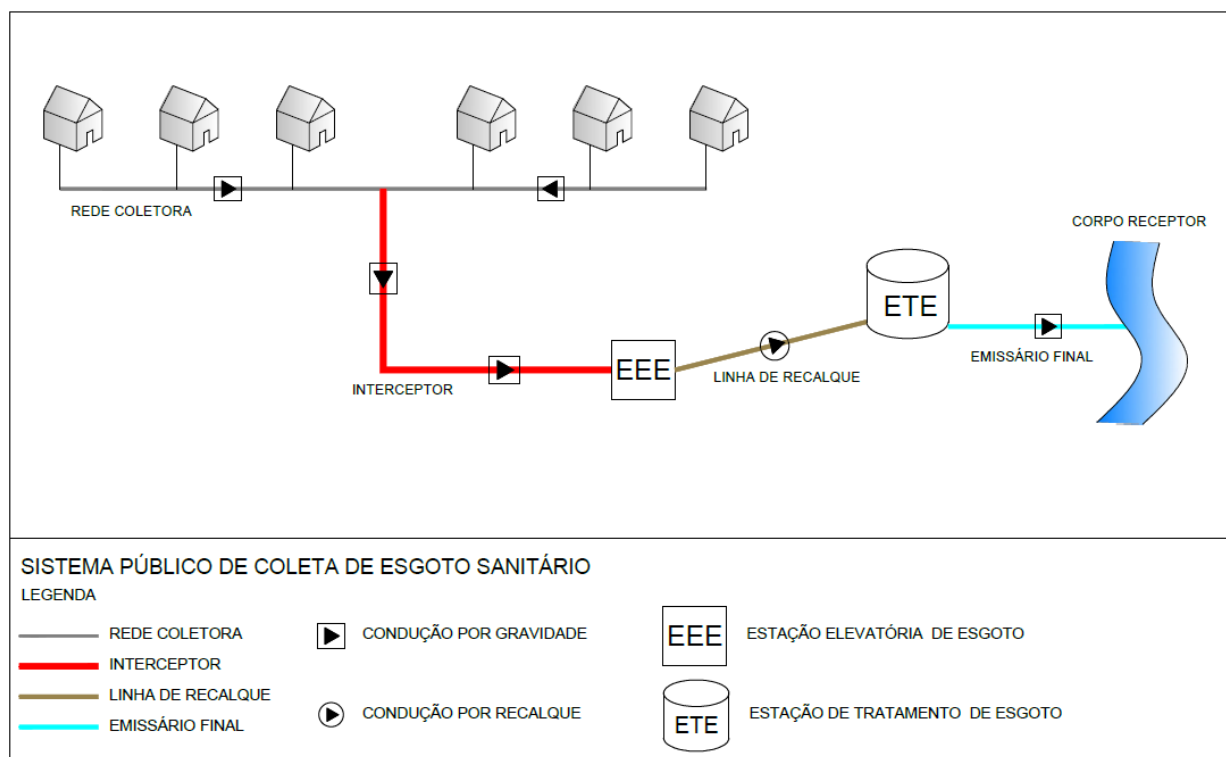 REDE COLETORA
CORPO RECEPTOR
ETE
EMISSÁRIO FINAL
EEE
LINHA DE RECALQUE
INTERCEPTOR
SISTEMA PÚBLICO DE COLETA DE ESGOTO SANITÁRIO
LEGENDA
REDE COLETORA
INTERCEPTOR
LINHA DE RECALQUE
EMISSÁRIO FINAL
CONDUÇÃO POR GRAVIDADE
CONDUÇÃO POR RECALQUE
EEE
ESTAÇÃO ELEVATÓRIA DE ESGOTO
ETE
ESTAÇÃO DE TRATAMENTO DE ESGOTO